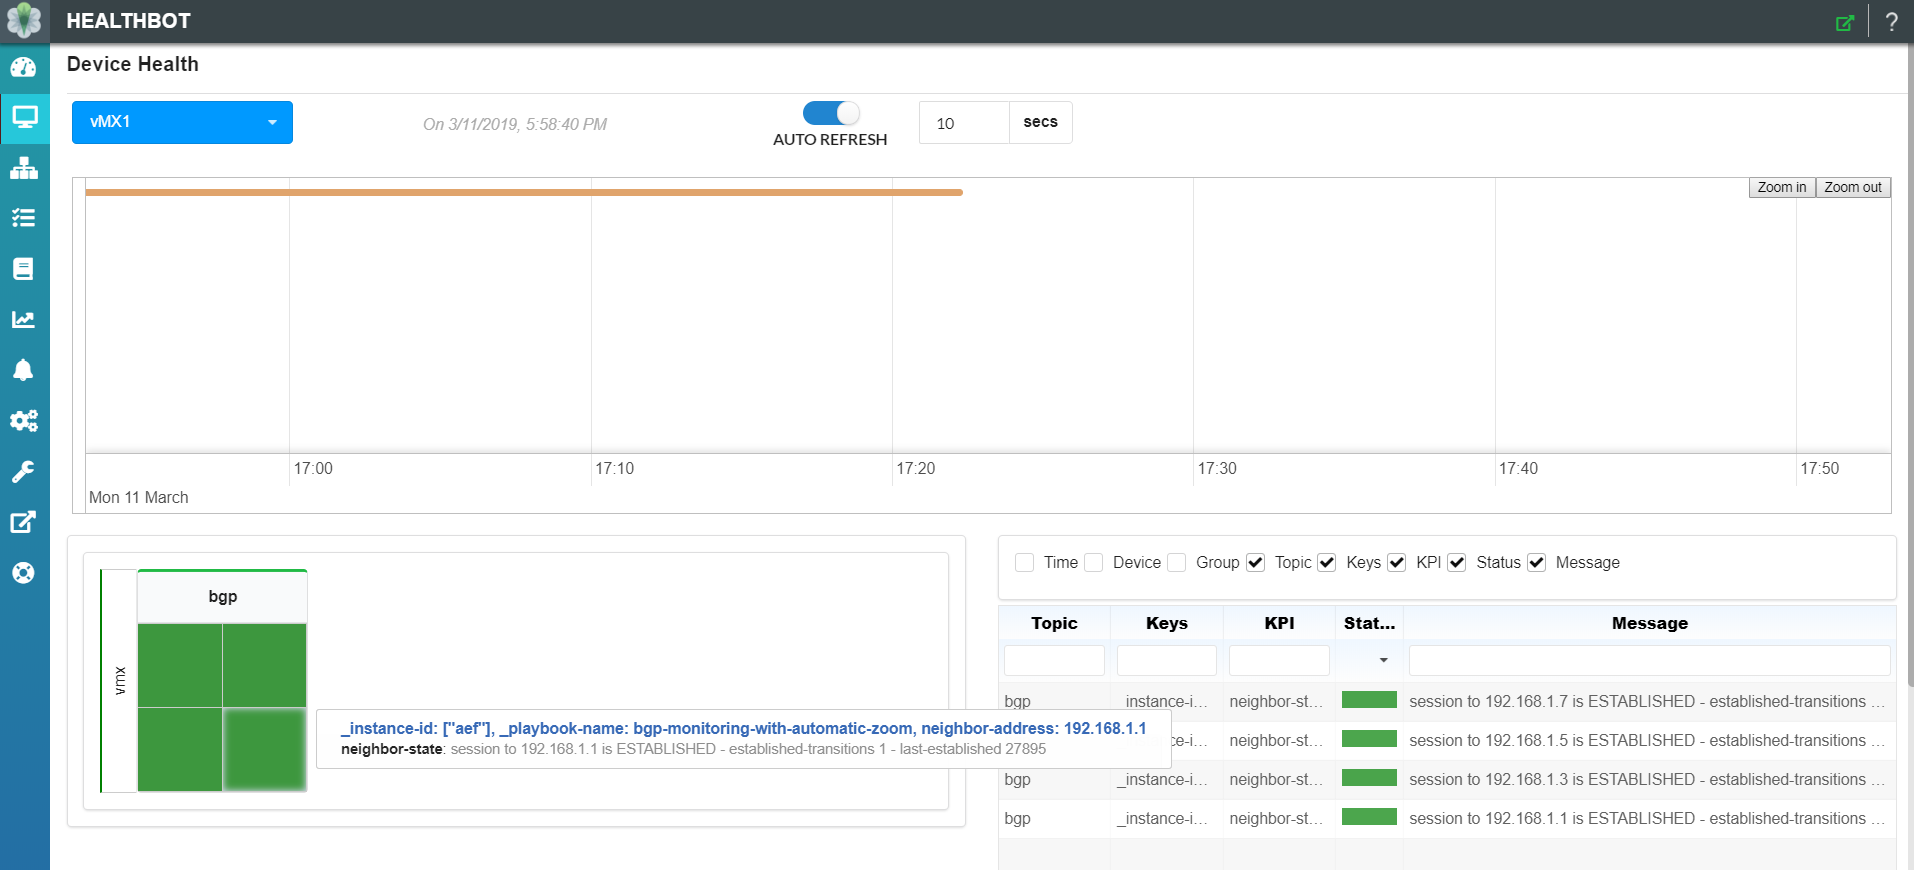 HEALTHBOT
?
Device Health
vMX1
On 3/11/2019, 5:58:40 PM
AUTO REFRESH
10
secs
Zoom in
Zoom out
17:00
17:10
17:20
17:30
17:40
17:50
Mon 11 March
bgp
vmx
_instance-id: ["aef"], _playbook-name: bgp-monitoring-with-automatic-zoom, neighbor-address: 192.168.1.1
neighbor-state: session to 192.168.1.1 is ESTABLISHED - established-transitions 1 - last-established 27895
Time Device Group Topic Keys KPI Status Message
Topic Keys KPI Stat... Message
bgp _instance-i... neighbor-st... session to 192.168.1.7 is ESTABLISHED - established-transitions ...
ce-i... neighbor-st... session to 192.168.1.5 is ESTABLISHED - established-transitions ...
bgp _instance-i... neighbor-st... session to 192.168.1.3 is ESTABLISHED - established-transitions ...
bgp _instance-i... neighbor-st... session to 192.168.1.1 is ESTABLISHED - established-transitions ...